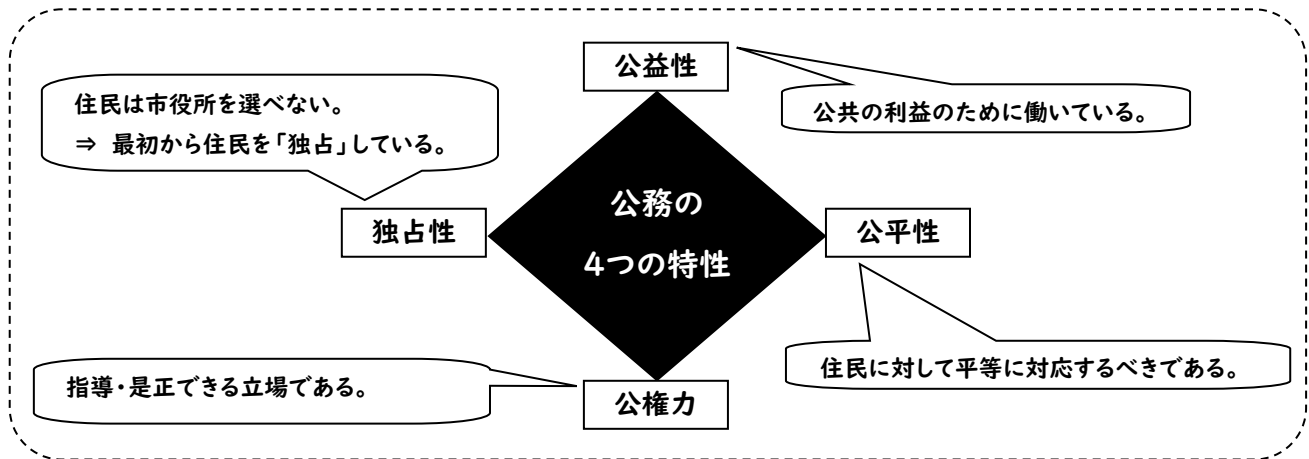 公益性
公共の利益のために働いている。
住民は市役所を選べない。
⇒ 最初から住民を「独占」している。
独占性
公務の
4つの特性
公平性
住民に対して平等に対応するべきである。
指導・是正できる立場である。
公権力